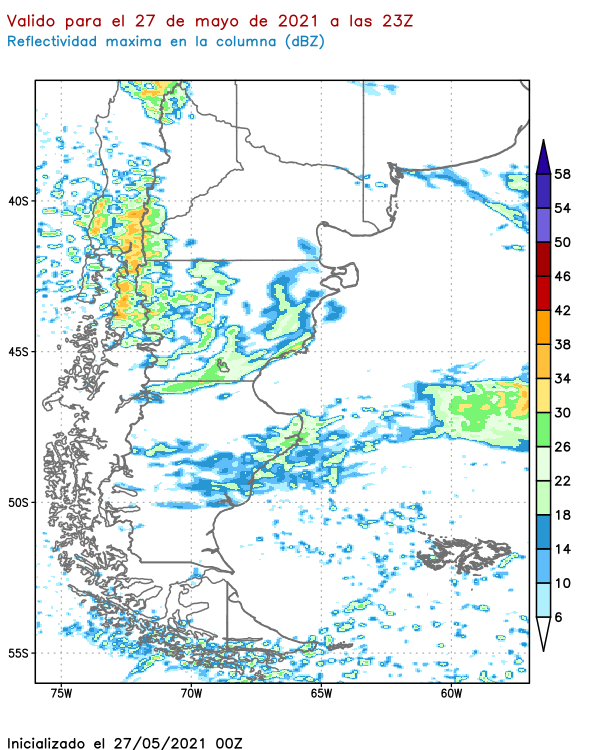 Valido para el 27 de mayo de 2021 a las 23Z
Reflectividad maxima en la columna (dBZ)
58
54
50
46
42
38
34
30
26
22
18
14
10
6
40S
45S
50S
55S
75W 70W 65W 60W
Inicializado el 27/05/2021 00Z